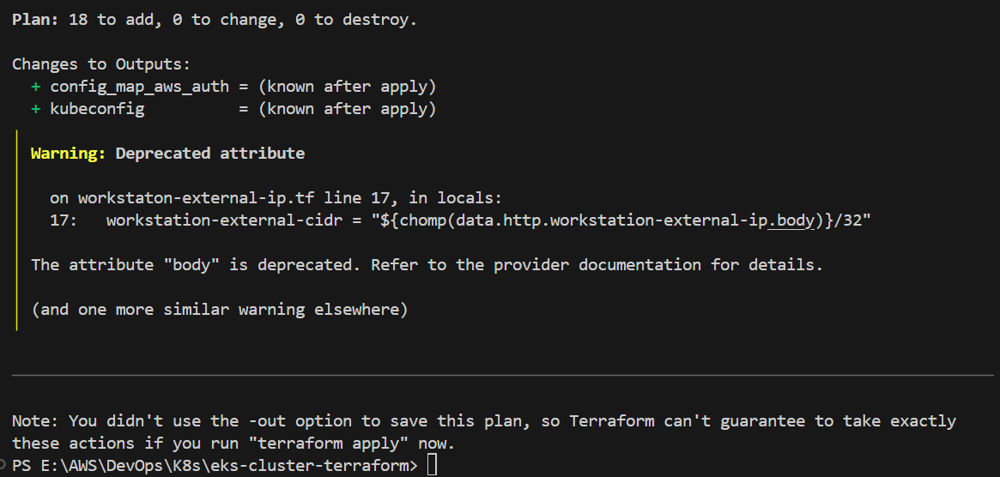 Plan: 18 to add, 0 to change, 0 to destroy.
Changes to Outputs:
+ config_map_aws_auth = (known after apply)
+ kubeconfig          = (known after apply)
Warning: Deprecated attribute
on workstaton-external-ip.tf line 17, in locals:
17:   workstation-external-cidr = "${chomp(data.http.workstation-external-ip.body)}/32"
The attribute "body" is deprecated. Refer to the provider documentation for details.
(and one more similar warning elsewhere)
Note: You didn't use the -out option to save this plan, so Terraform can't guarantee to take exactly
these actions if you run "terraform apply" now.
PS E:\AWS\DevOps\K8s\eks-cluster-terraform>